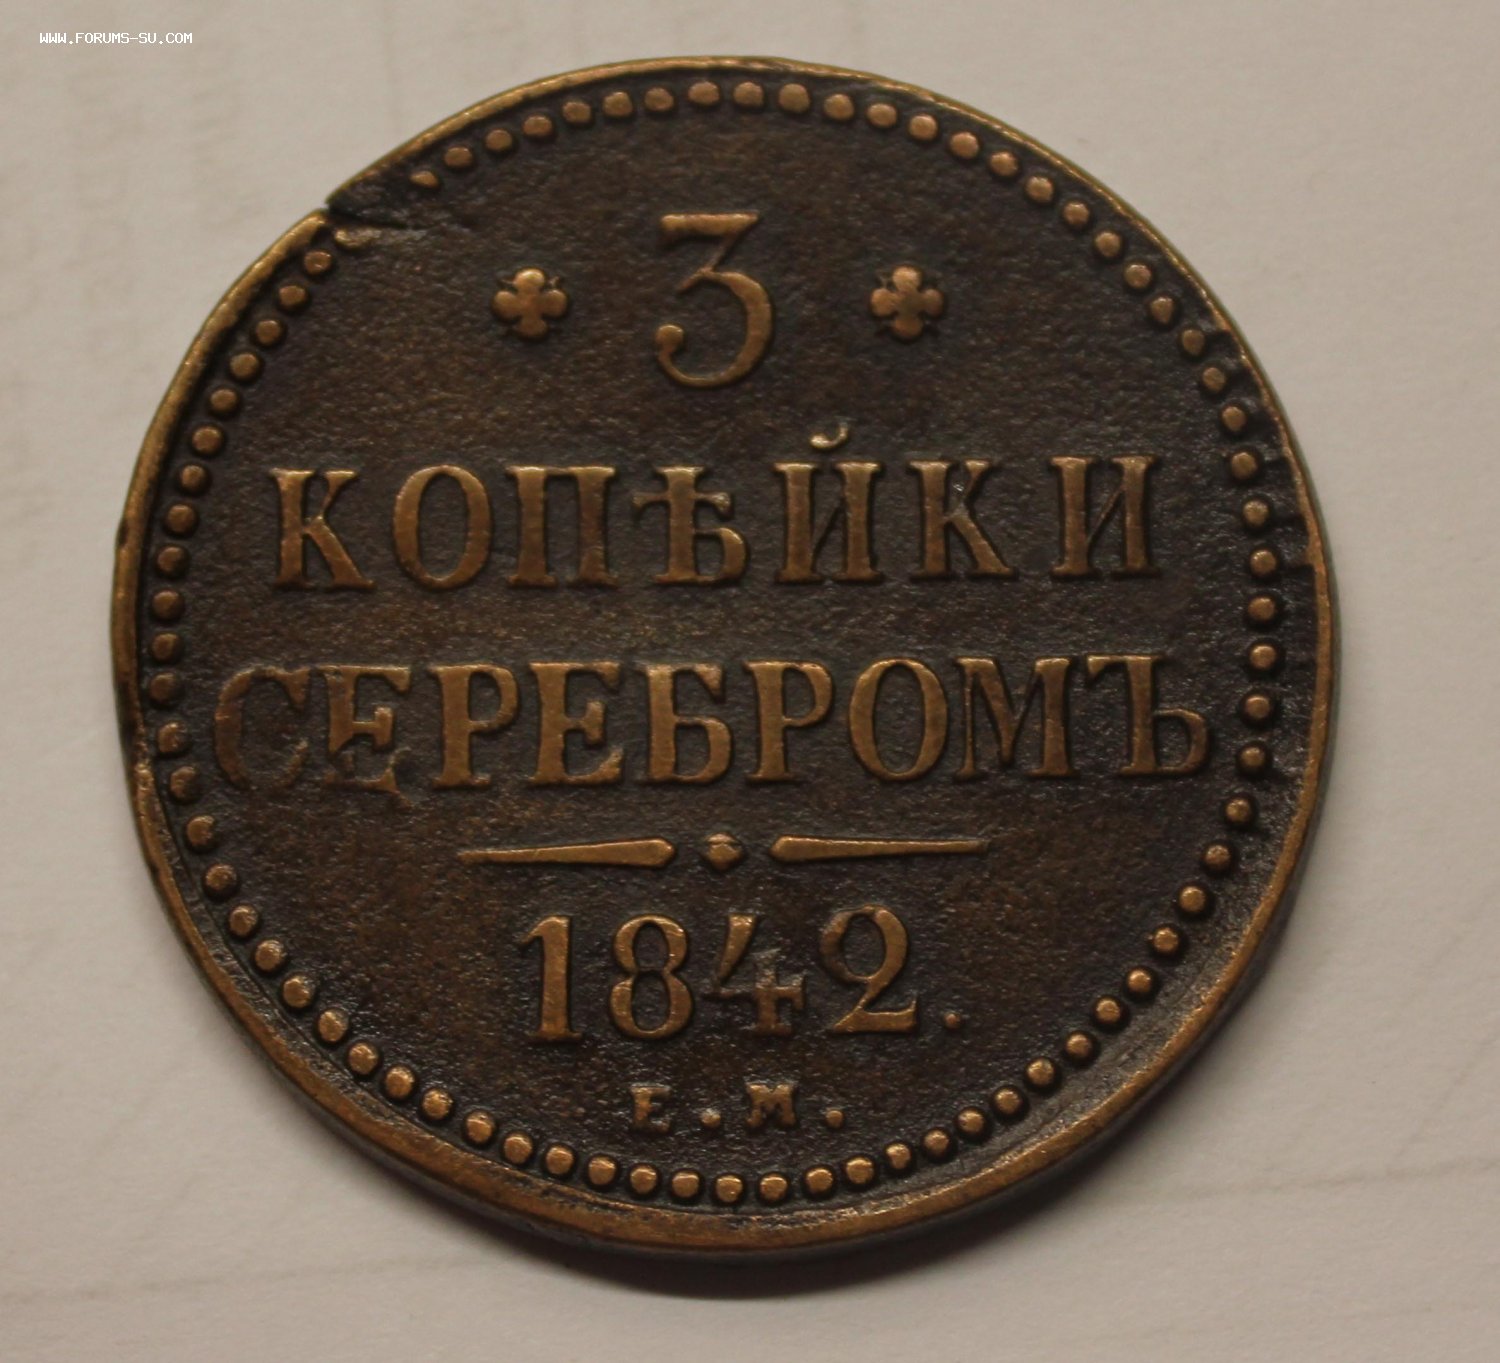 WWW.FORUMS-SU.COM
3
КОПѢЙКИ
СЕРЕБРОМЪ
1842.
Е.М.